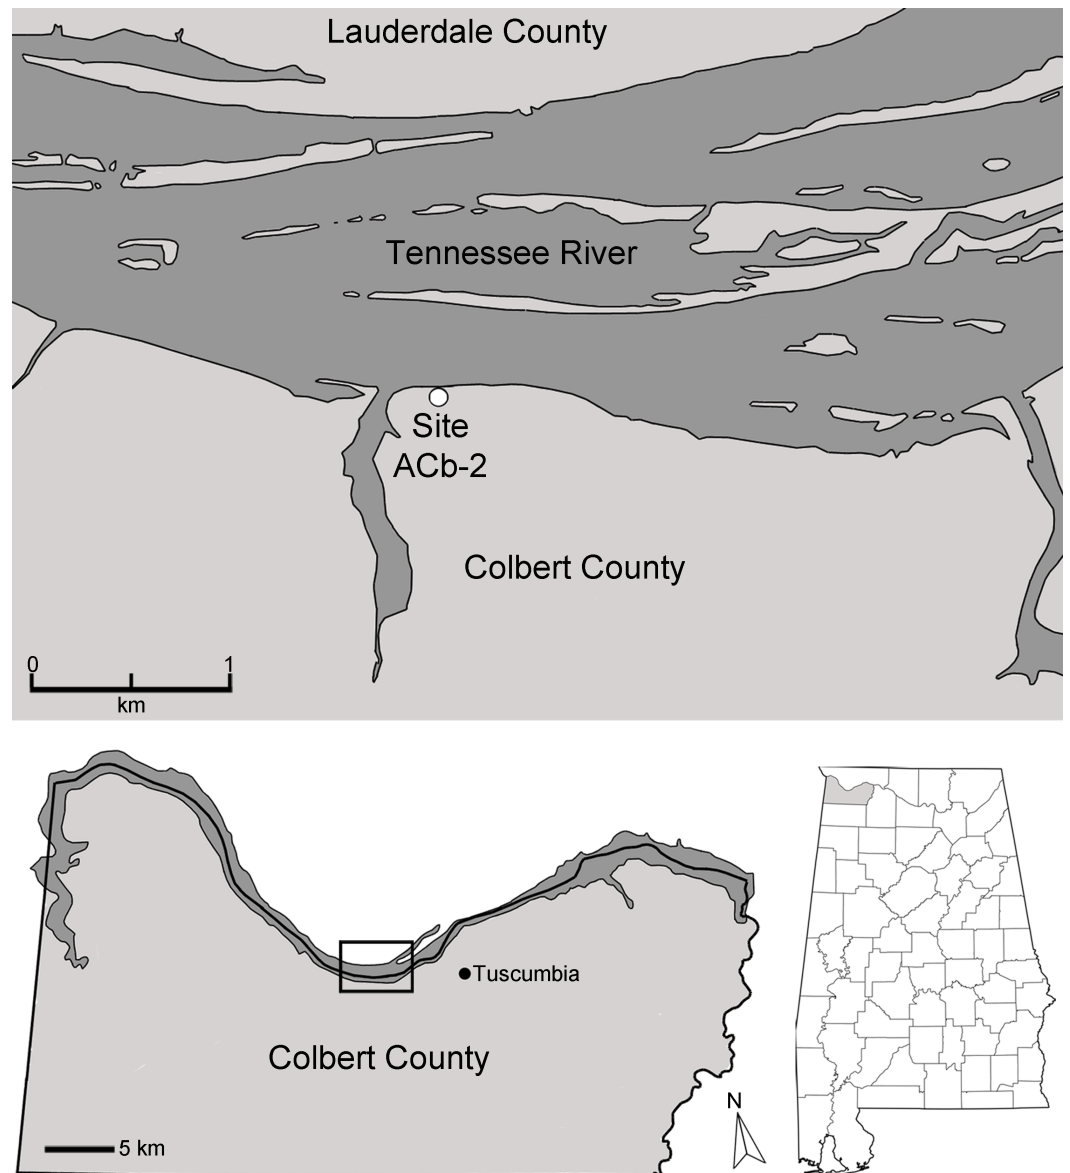 Lauderdale County
Tennessee River
Site
ACb-2
Colbert County
0 1
km
Tuscumbia
Colbert County
N
5 km